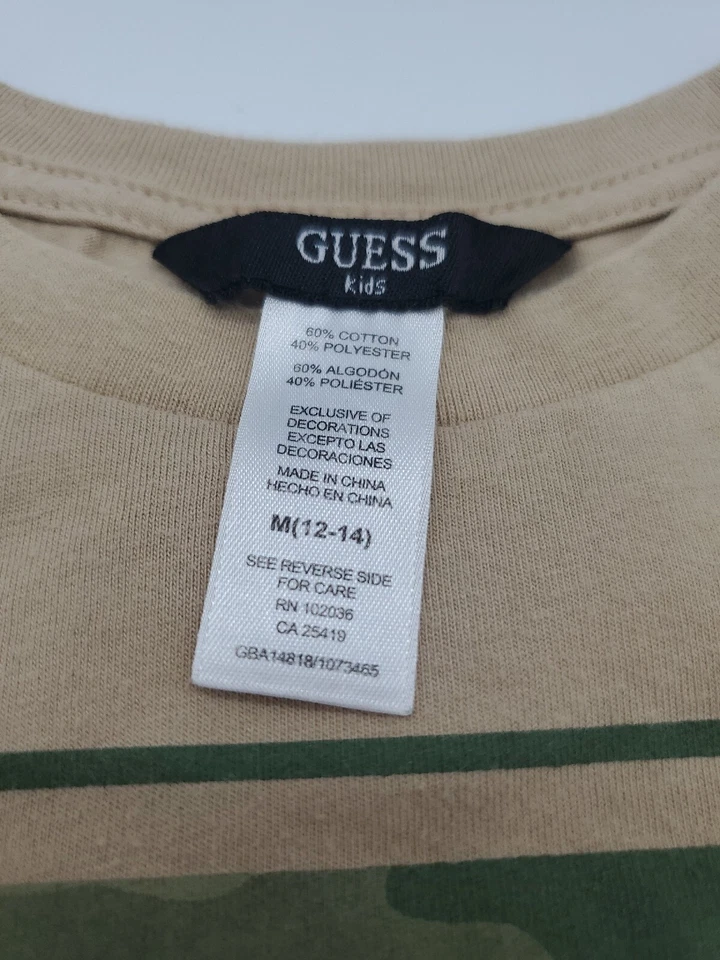 GUESS
kids
60% COTTON
40% POLYESTER
60% ALGODÓN
40% POLIÉSTER
EXCLUSIVE OF
DECORATIONS
EXCEPTO LAS
DECORACIONES
MADE IN CHINA
HECHO EN CHINA
M(12-14)
SEE REVERSE SIDE
FOR CARE
RN 102036
CA 25419
GBA14818/1073465